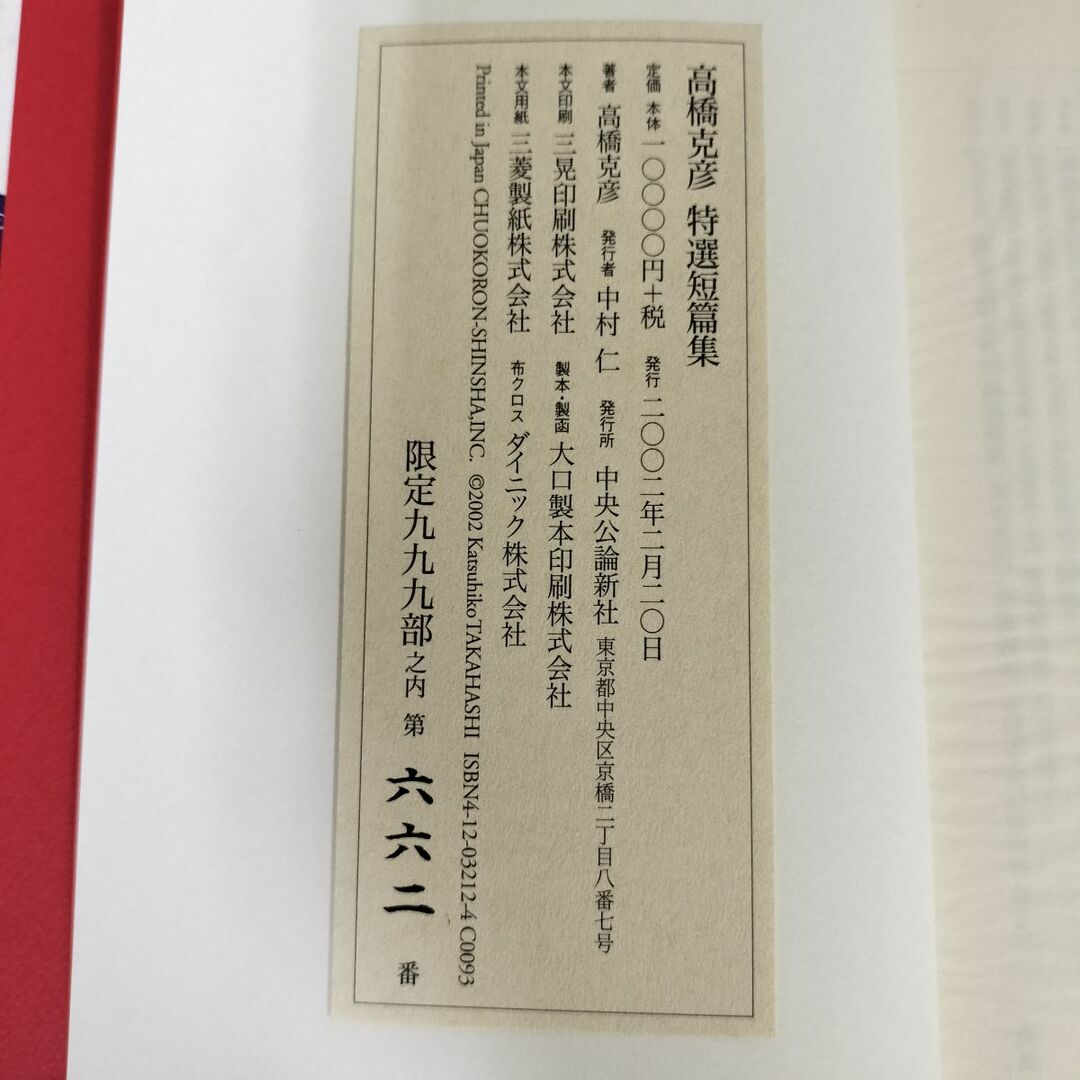 高橋克彦 特選短篇集
定価 本体 一〇〇〇〇円+税 発行 二〇〇二年二月二〇日
著者 高橋克彦 発行者 中村 仁 発行所 中央公論新社 東京都中央区京橋二丁目八番七号
本文印刷 三晃印刷株式会社 製本・製函 大口製本印刷株式会社
本文用紙 三菱製紙株式会社 布クロス ダイニック株式会社
Printed in Japan CHUOKORON-SHINSHA,INC. ©2002 Katsuhiko TAKAHASHI ISBN4-12-03212-4 C0093
限定九九九部之内 第 六六二 番